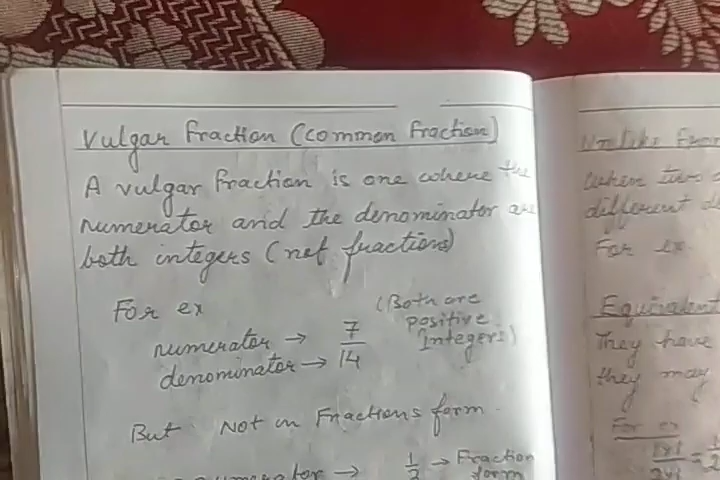 Vulgar Fraction (Common Fraction)
A vulgar Fraction is one where the
numerator and the denominator are
both integers (not fractions)
For ex
(Both are
positive
Integers)
numerator → 7
denominator → 14
But Not in Fractions form
numerator → 1/2 → Fraction
form
Unlike
When two
different
For ex
Equivalent
They have
they may
For ex